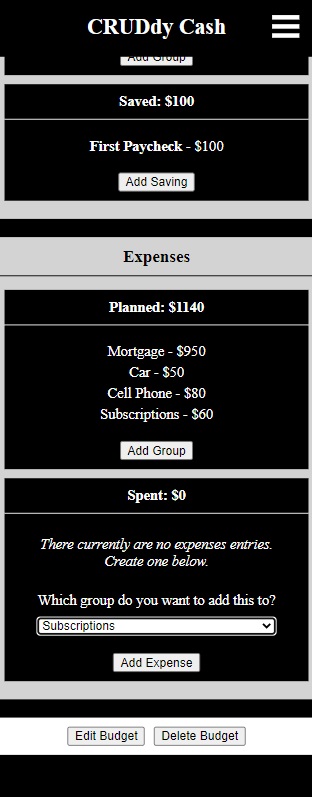 CRUDdy Cash
Add Group
Saved: $100
First Paycheck - $100
Add Saving
Expenses
Planned: $1140
Mortgage - $950
Car - $50
Cell Phone - $80
Subscriptions - $60
Add Group
Spent: $0
There currently are no expenses entries.
Create one below.
Which group do you want to add this to?
Subscriptions
Add Expense
Edit Budget Delete Budget